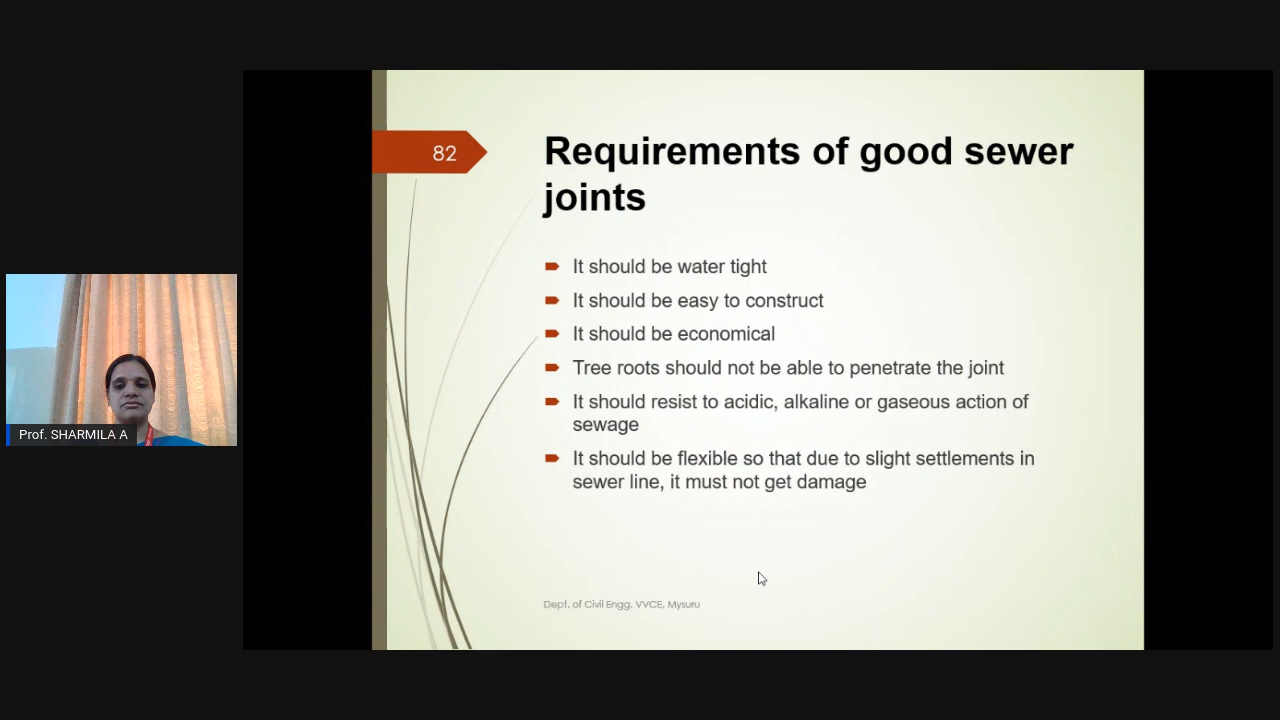 82
Requirements of good sewer
joints
It should be water tight
It should be easy to construct
It should be economical
Tree roots should not be able to penetrate the joint
It should resist to acidic, alkaline or gaseous action of
sewage
It should be flexible so that due to slight settlements in
sewer line, it must not get damage
Dept. of Civil Engg. VVCE, Mysuru
Prof. SHARMILA A